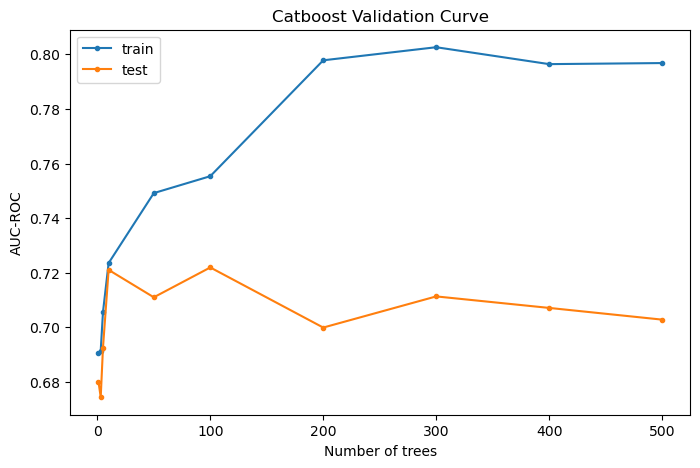 Catboost Validation Curve
train
test
AUC-ROC
0.80
0.78
0.76
0.74
0.72
0.70
0.68
0 100 200 300 400 500
Number of trees